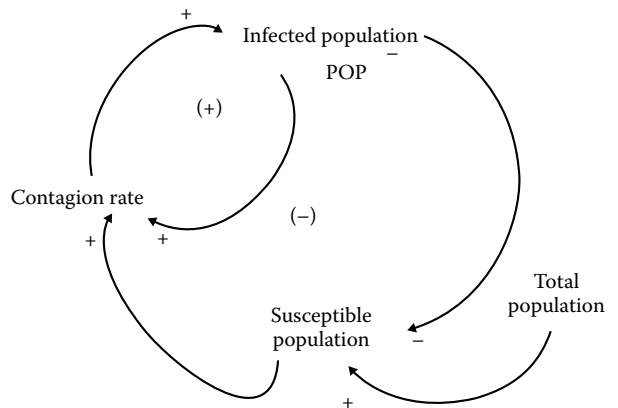 +
Infected population
–
POP
(+)
Contagion rate
+
+
(–)
Total
population
Susceptible
population
–
+